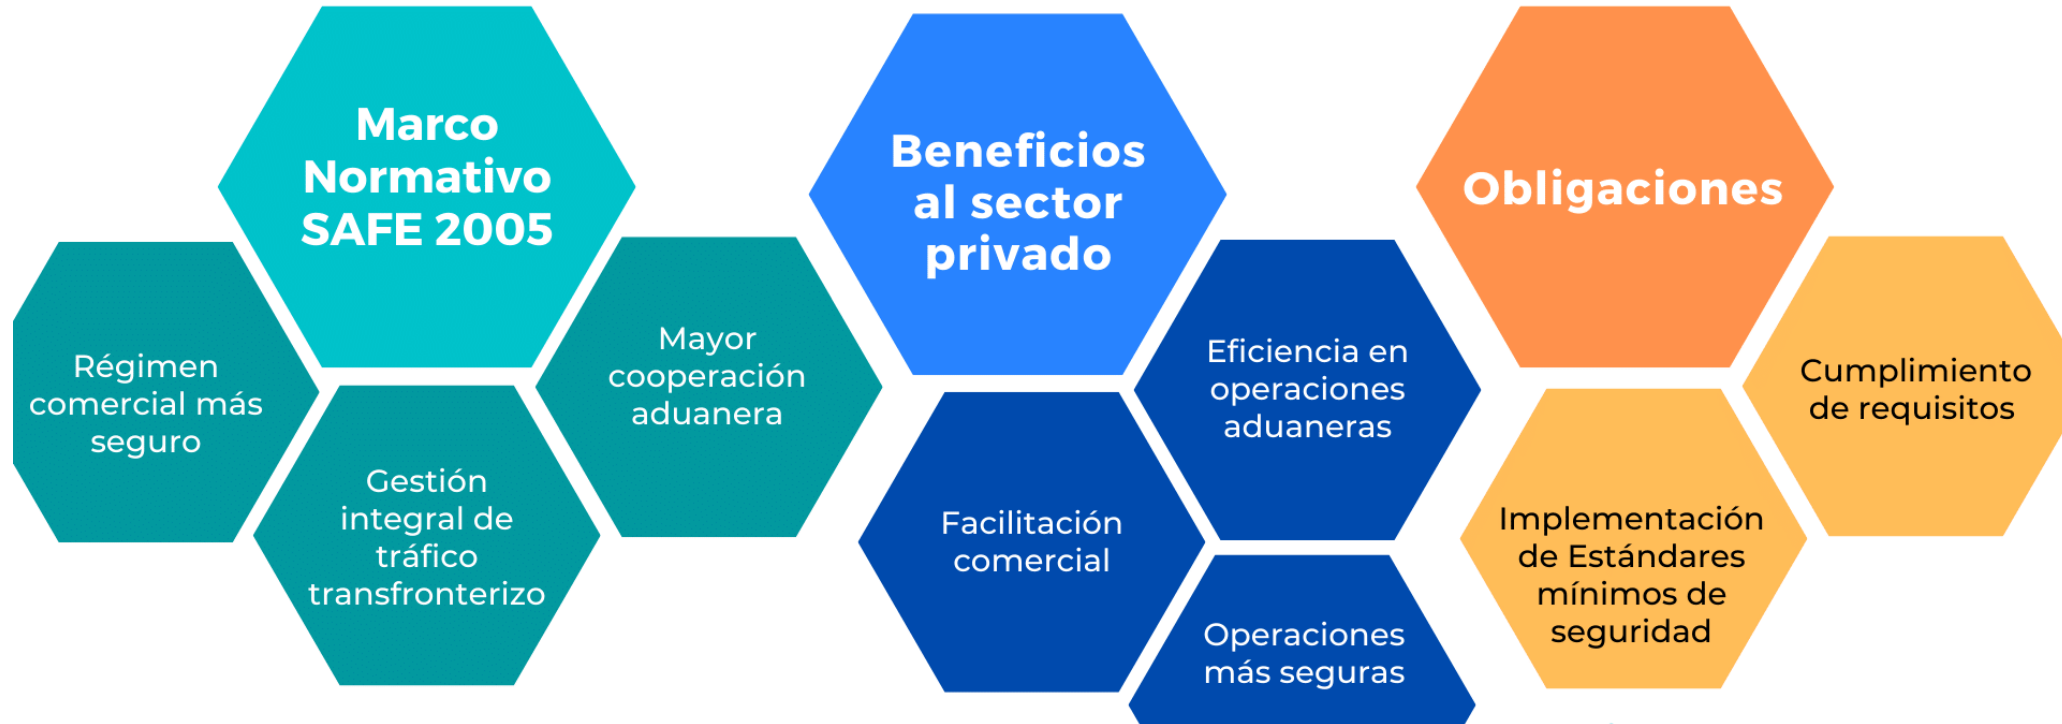 Marco
Normativo
SAFE 2005
Régimen
comercial más
seguro
Gestión
integral de
tráfico
transfronterizo
Mayor
cooperación
aduanera
Beneficios
al sector
privado
Facilitación
comercial
Eficiencia en
operaciones
aduaneras
Operaciones
más seguras
Obligaciones
Implementación
de Estándares
mínimos de
seguridad
Cumplimiento
de requisitos